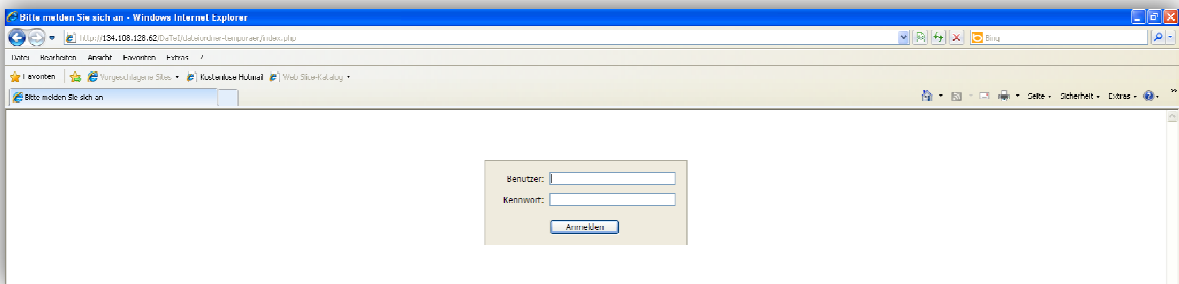 Bitte melden Sie sich an - Windows Internet Explorer
http://134.108.128.62/DaTeI/dateiordner-temporaer/index.php
Bing
Datei Bearbeiten Ansicht Favoriten Extras ?
Favoriten Vorgeschlagene Sites Kostenlose Hotmail Web Slice-Katalog
Bitte melden Sie sich an
Seite Sicherheit Extras
Benutzer:
Kennwort:
Anmelden